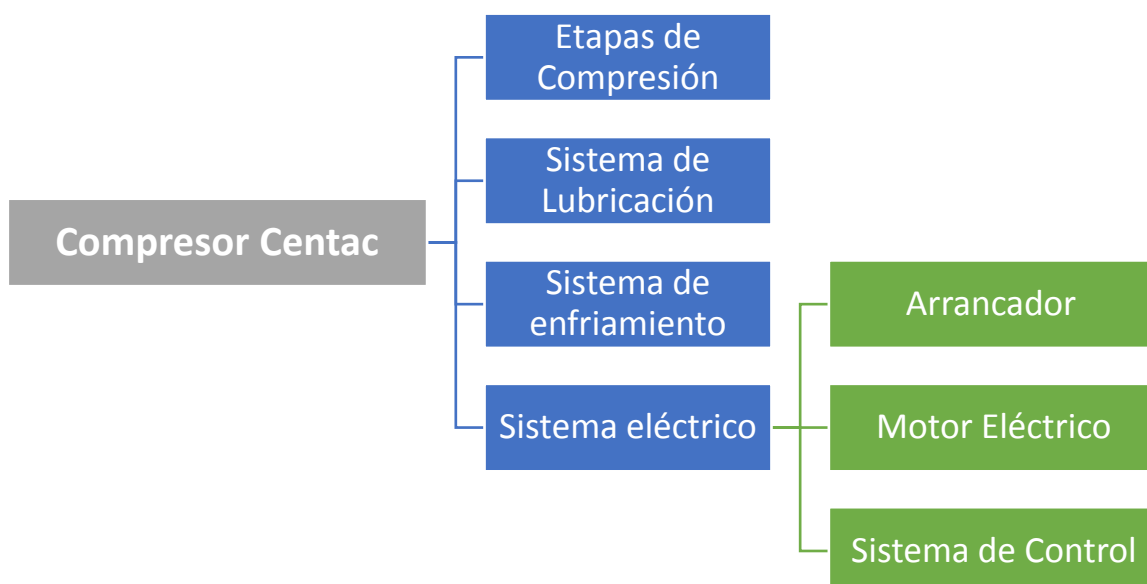 Etapas de
Compresión
Sistema de
Lubricación
Compresor Centac
Sistema de
enfriamiento
Arrancador
Sistema eléctrico
Motor Eléctrico
Sistema de Control